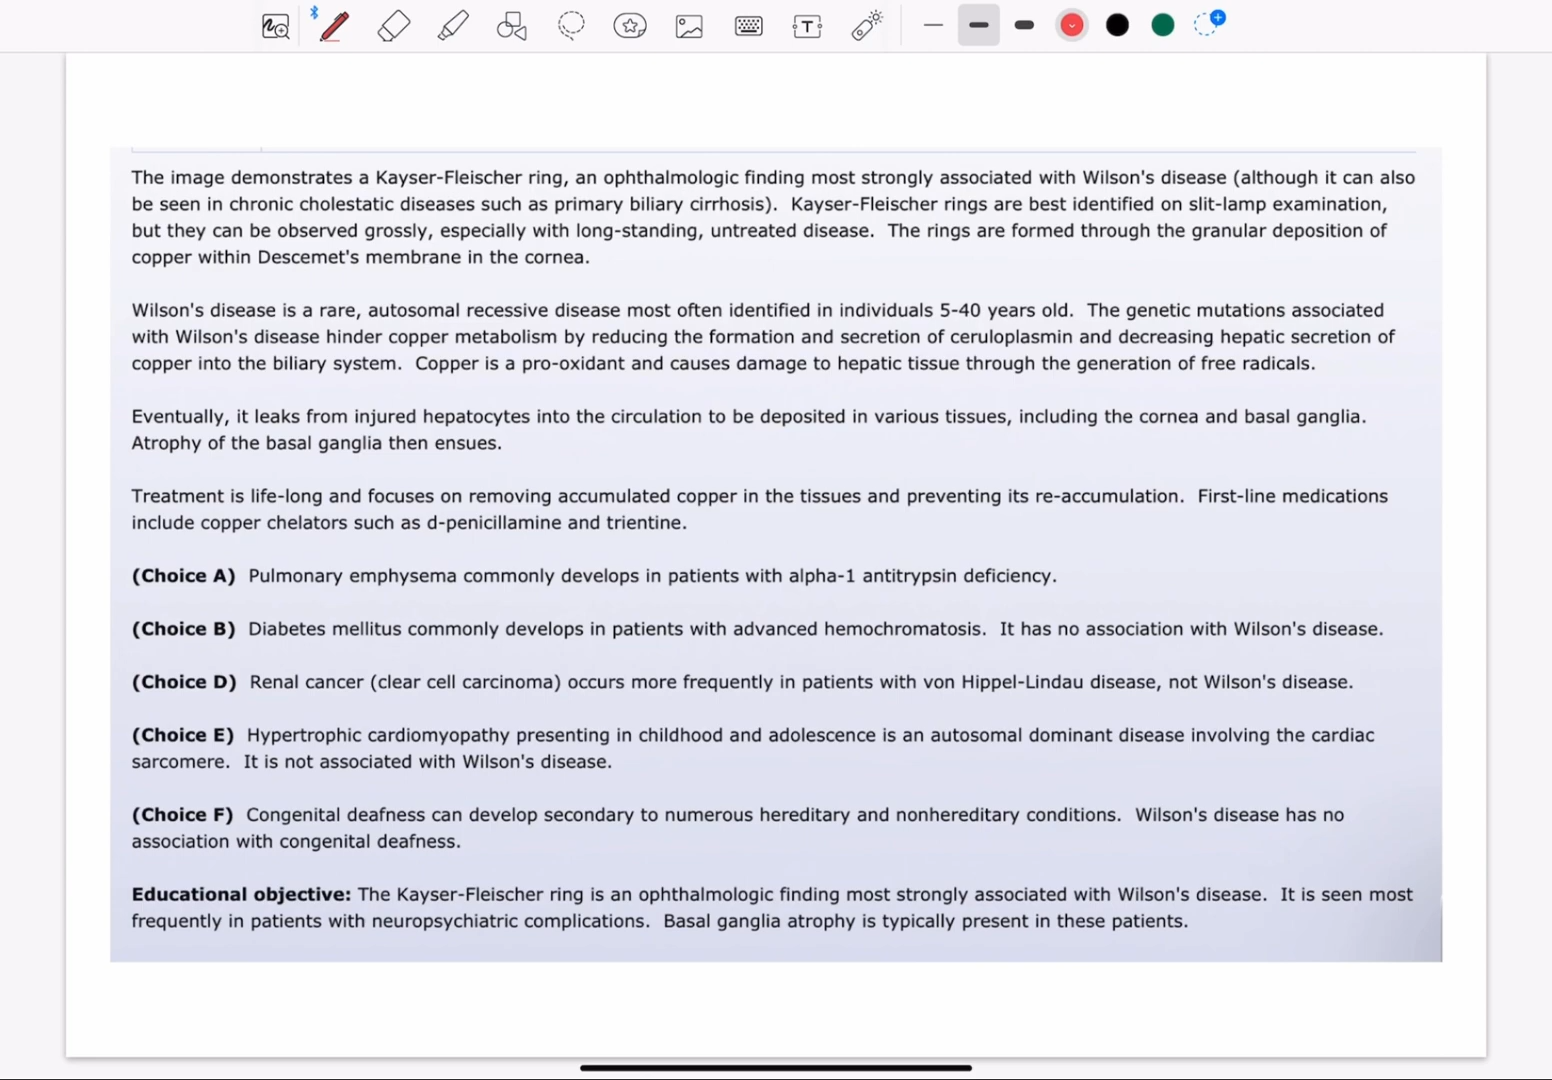 The image demonstrates a Kayser-Fleischer ring, an ophthalmologic finding most strongly associated with Wilson's disease (although it can also
be seen in chronic cholestatic diseases such as primary biliary cirrhosis).  Kayser-Fleischer rings are best identified on slit-lamp examination,
but they can be observed grossly, especially with long-standing, untreated disease.  The rings are formed through the granular deposition of
copper within Descemet's membrane in the cornea.
Wilson's disease is a rare, autosomal recessive disease most often identified in individuals 5-40 years old.  The genetic mutations associated
with Wilson's disease hinder copper metabolism by reducing the formation and secretion of ceruloplasmin and decreasing hepatic secretion of
copper into the biliary system.  Copper is a pro-oxidant and causes damage to hepatic tissue through the generation of free radicals.
Eventually, it leaks from injured hepatocytes into the circulation to be deposited in various tissues, including the cornea and basal ganglia.
Atrophy of the basal ganglia then ensues.
Treatment is life-long and focuses on removing accumulated copper in the tissues and preventing its re-accumulation.  First-line medications
include copper chelators such as d-penicillamine and trientine.
(Choice A)  Pulmonary emphysema commonly develops in patients with alpha-1 antitrypsin deficiency.
(Choice B)  Diabetes mellitus commonly develops in patients with advanced hemochromatosis.  It has no association with Wilson's disease.
(Choice D)  Renal cancer (clear cell carcinoma) occurs more frequently in patients with von Hippel-Lindau disease, not Wilson's disease.
(Choice E)  Hypertrophic cardiomyopathy presenting in childhood and adolescence is an autosomal dominant disease involving the cardiac
sarcomere.  It is not associated with Wilson's disease.
(Choice F)  Congenital deafness can develop secondary to numerous hereditary and nonhereditary conditions.  Wilson's disease has no
association with congenital deafness.
Educational objective: The Kayser-Fleischer ring is an ophthalmologic finding most strongly associated with Wilson's disease.  It is seen most
frequently in patients with neuropsychiatric complications.  Basal ganglia atrophy is typically present in these patients.